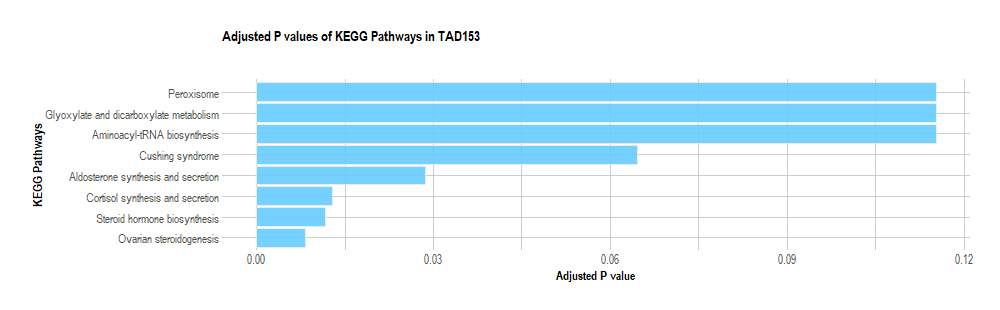 Adjusted P values of KEGG Pathways in TAD153
KEGG Pathways
Peroxisome
Glyoxylate and dicarboxylate metabolism
Aminoacyl-tRNA biosynthesis
Cushing syndrome
Aldosterone synthesis and secretion
Cortisol synthesis and secretion
Steroid hormone biosynthesis
Ovarian steroidogenesis
0.00 0.03 0.06 0.09 0.12
Adjusted P value